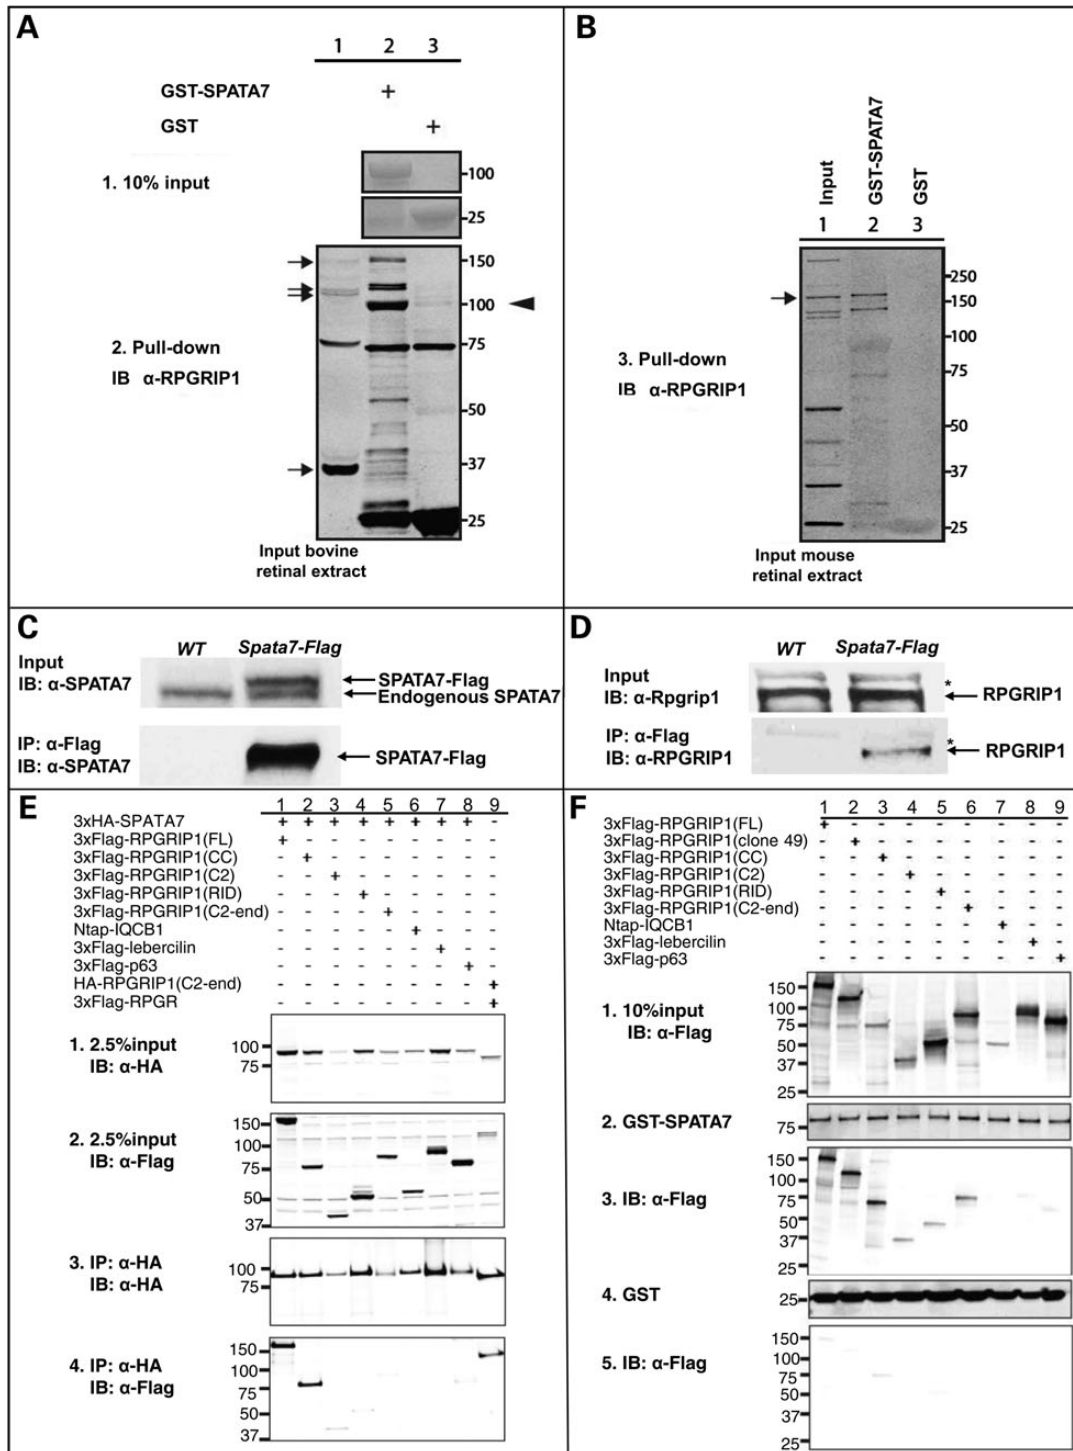 A
1 2 3
GST-SPATA7 +
GST +
1. 10% input
100
25
150
100
75
50
37
25
2. Pull-down
IB α-RPGRIP1
Input bovine
retinal extract
B
Input
GST-SPATA7
GST
1 2 3
250
150
100
75
50
37
25
3. Pull-down
IB α-RPGRIP1
Input mouse
retinal extract
C
WT Spata7-Flag
Input
IB: α-SPATA7
SPATA7-Flag
Endogenous SPATA7
IP: α-Flag
IB: α-SPATA7
SPATA7-Flag
D
WT Spata7-Flag
Input
IB: α-Rpgrip1
*
RPGRIP1
IP: α-Flag
IB: α-RPGRIP1
*
RPGRIP1
E
1 2 3 4 5 6 7 8 9
3xHA-SPATA7 + + + + + + + + -
3xFlag-RPGRIP1(FL) + - - - - - - - -
3xFlag-RPGRIP1(CC) - + - - - - - - -
3xFlag-RPGRIP1(C2) - - + - - - - - -
3xFlag-RPGRIP1(RID) - - - + - - - - -
3xFlag-RPGRIP1(C2-end) - - - - + - - - -
Ntap-IQCB1 - - - - - + - - -
3xFlag-lebercilin - - - - - - + - -
3xFlag-p63 - - - - - - - + -
HA-RPGRIP1(C2-end) - - - - - - - - +
3xFlag-RPGR - - - - - - - - +
1. 2.5%input
IB: α-HA
100
75
2. 2.5%input
IB: α-Flag
150
100
75
50
37
3. IP: α-HA
IB: α-HA
100
75
4. IP: α-HA
IB: α-Flag
150
100
75
50
37
F
1 2 3 4 5 6 7 8 9
3xFlag-RPGRIP1(FL) + - - - - - - - -
3xFlag-RPGRIP1(clone 49) - + - - - - - - -
3xFlag-RPGRIP1(CC) - - + - - - - - -
3xFlag-RPGRIP1(C2) - - - + - - - - -
3xFlag-RPGRIP1(RID) - - - - + - - - -
3xFlag-RPGRIP1(C2-end) - - - - - + - - -
Ntap-IQCB1 - - - - - - + - -
3xFlag-lebercilin - - - - - - - + -
3xFlag-p63 - - - - - - - - +
1. 10%input
IB: α-Flag
150
100
75
50
37
25
2. GST-SPATA7
75
3. IB: α-Flag
150
100
75
50
37
25
4. GST
25
5. IB: α-Flag
150
100
75
50
37
25